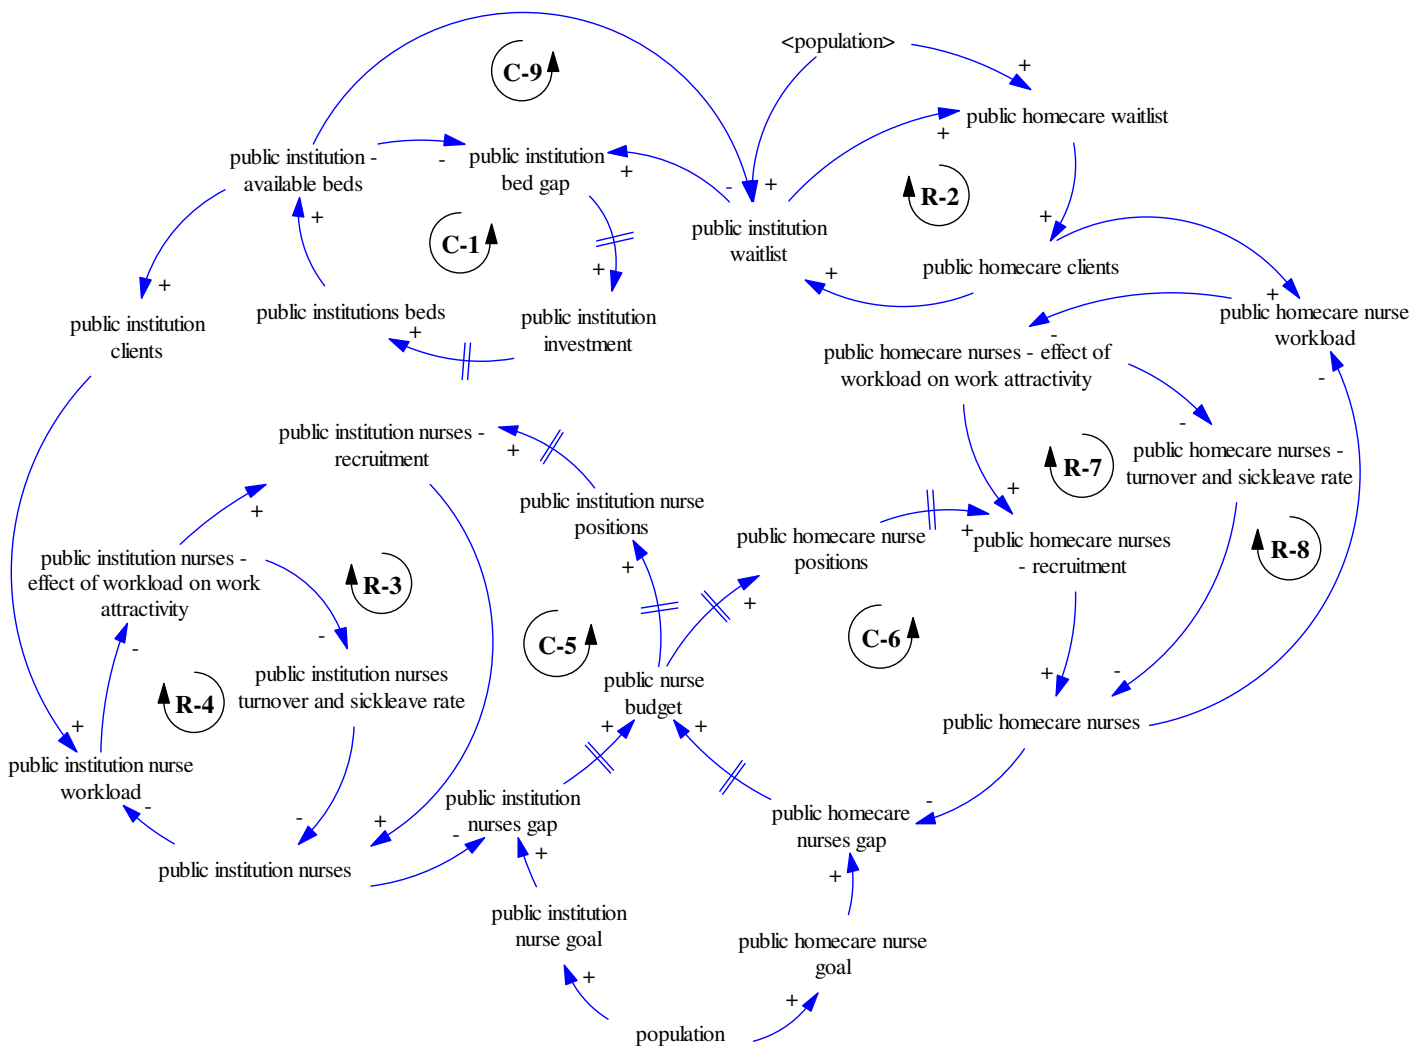 <population>
C-9
public homecare waitlist
public institution -
available beds
public institution
bed gap
R-2
C-1
public institution
waitlist
public homecare clients
public institutions beds
public institution
investment
public institution
clients
public homecare nurse
workload
public homecare nurses - effect of
workload on work attractivity
public institution nurses -
recruitment
R-7
public homecare nurses -
turnover and sickleave rate
public institution nurse
positions
public homecare nurse
positions
public homecare nurses
- recruitment
R-8
public institution nurses -
effect of workload on work
attractivity
R-3
C-5
C-6
public institution nurses
turnover and sickleave rate
R-4
public nurse
budget
public homecare nurses
public institution nurse
workload
public institution
nurses gap
public homecare
nurses gap
public institution nurses
public institution
nurse goal
public homecare nurse
goal
population